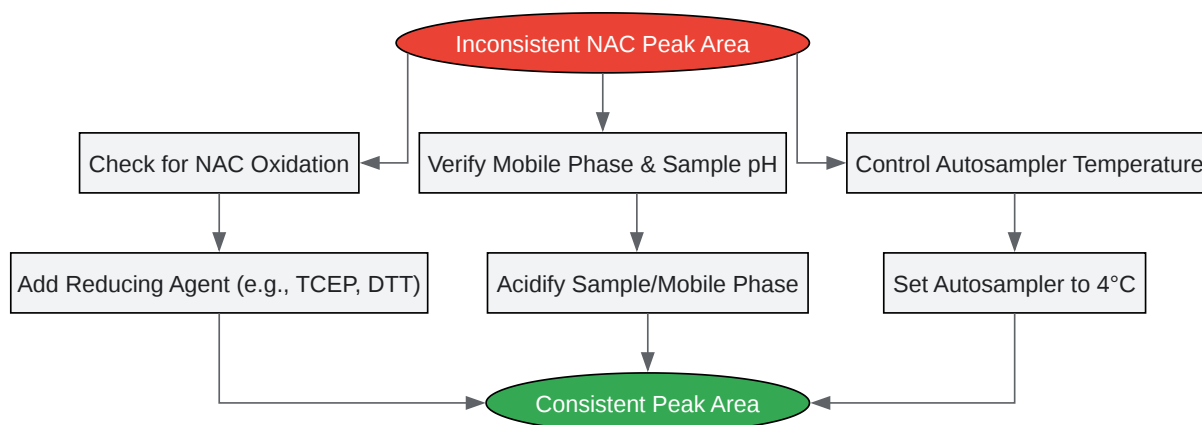 Inconsistent NAC Peak Area
Check for NAC Oxidation
Verify Mobile Phase & Sample pH
Control Autosampler Temperature
Add Reducing Agent (e.g., TCEP, DTT)
Acidify Sample/Mobile Phase
Set Autosampler to 4°C
Consistent Peak Area